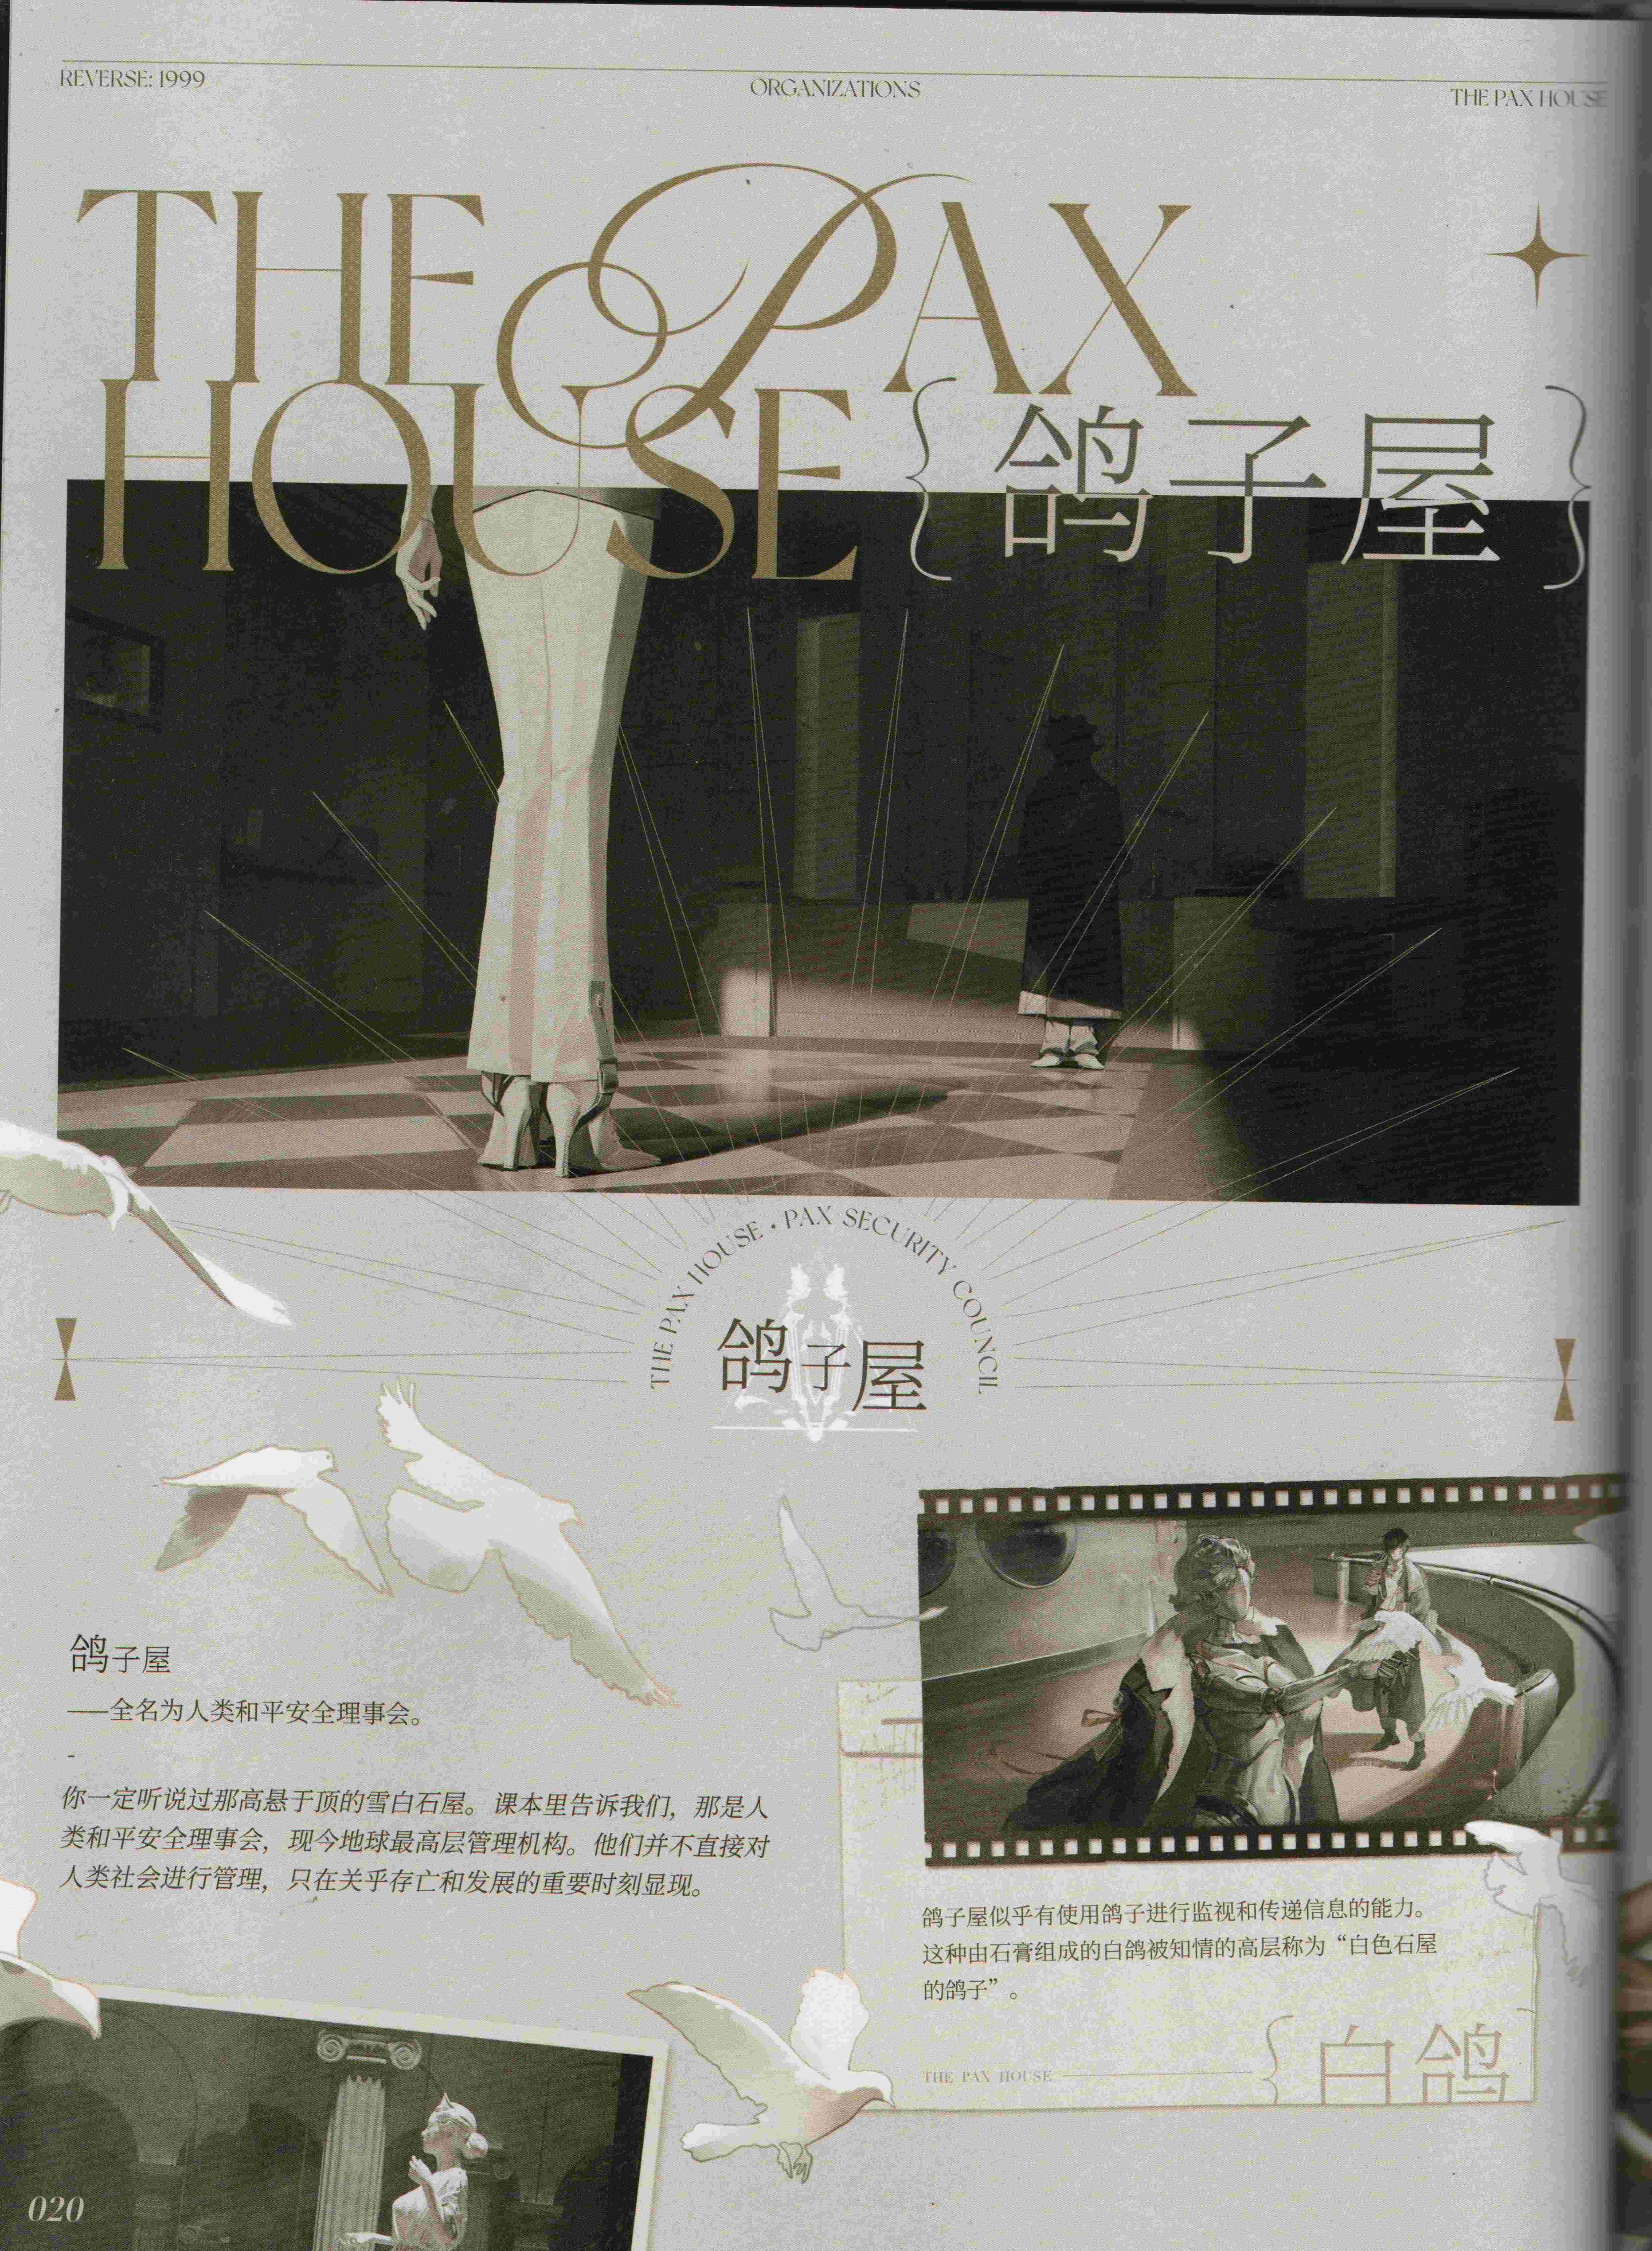 REVERSE: 1999
ORGANIZATIONS
THE PAX HOUSE
THE PAX
HOUSE {鸽子屋}
THE PAX HOUSE • PAX SECURITY COUNCIL
鸽子屋
鸽子屋
——全名为人类和平安全理事会。
-
你一定听说过那高悬于顶的雪白石屋。课本里告诉我们，那是人
类和平安全理事会，现今地球最高层管理机构。他们并不直接对
人类社会进行管理，只在关乎存亡和发展的重要时刻显现。
鸽子屋似乎有使用鸽子进行监视和传递信息的能力。
这种由石膏组成的白鸽被知情的高层称为“白色石屋
的鸽子”。
THE PAX HOUSE
{白鸽
020